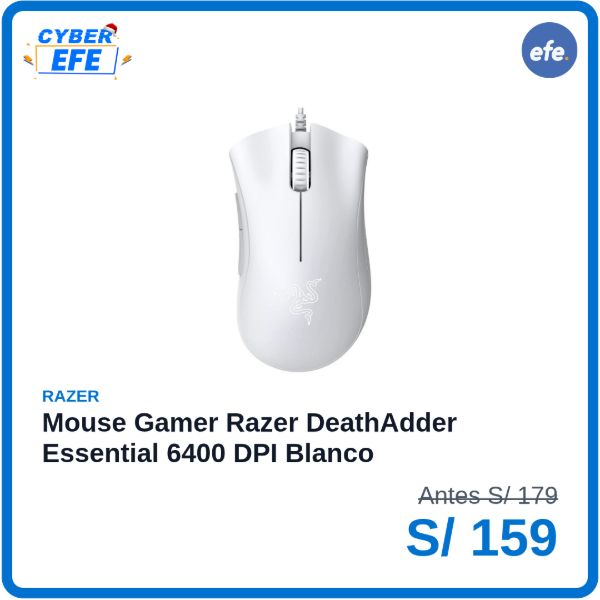 CYBER
EFE
efe.
RAZER
Mouse Gamer Razer DeathAdder
Essential 6400 DPI Blanco
Antes S/ 179
S/ 159